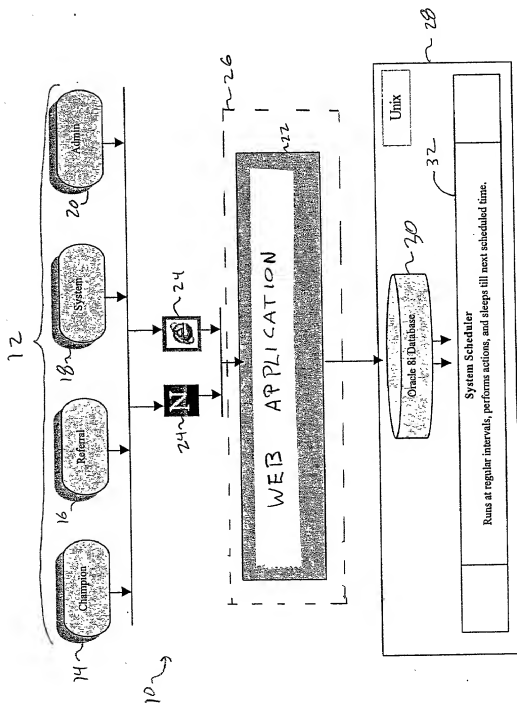 12
Champion
Referral
System
Admin
14
16
18
20
10
N
24
e
24
26
WEB APPLICATION
22
28
Unix
Oracle 8i Database
30
32
System Scheduler
Runs at regular intervals, performs actions, and sleeps till next scheduled time.